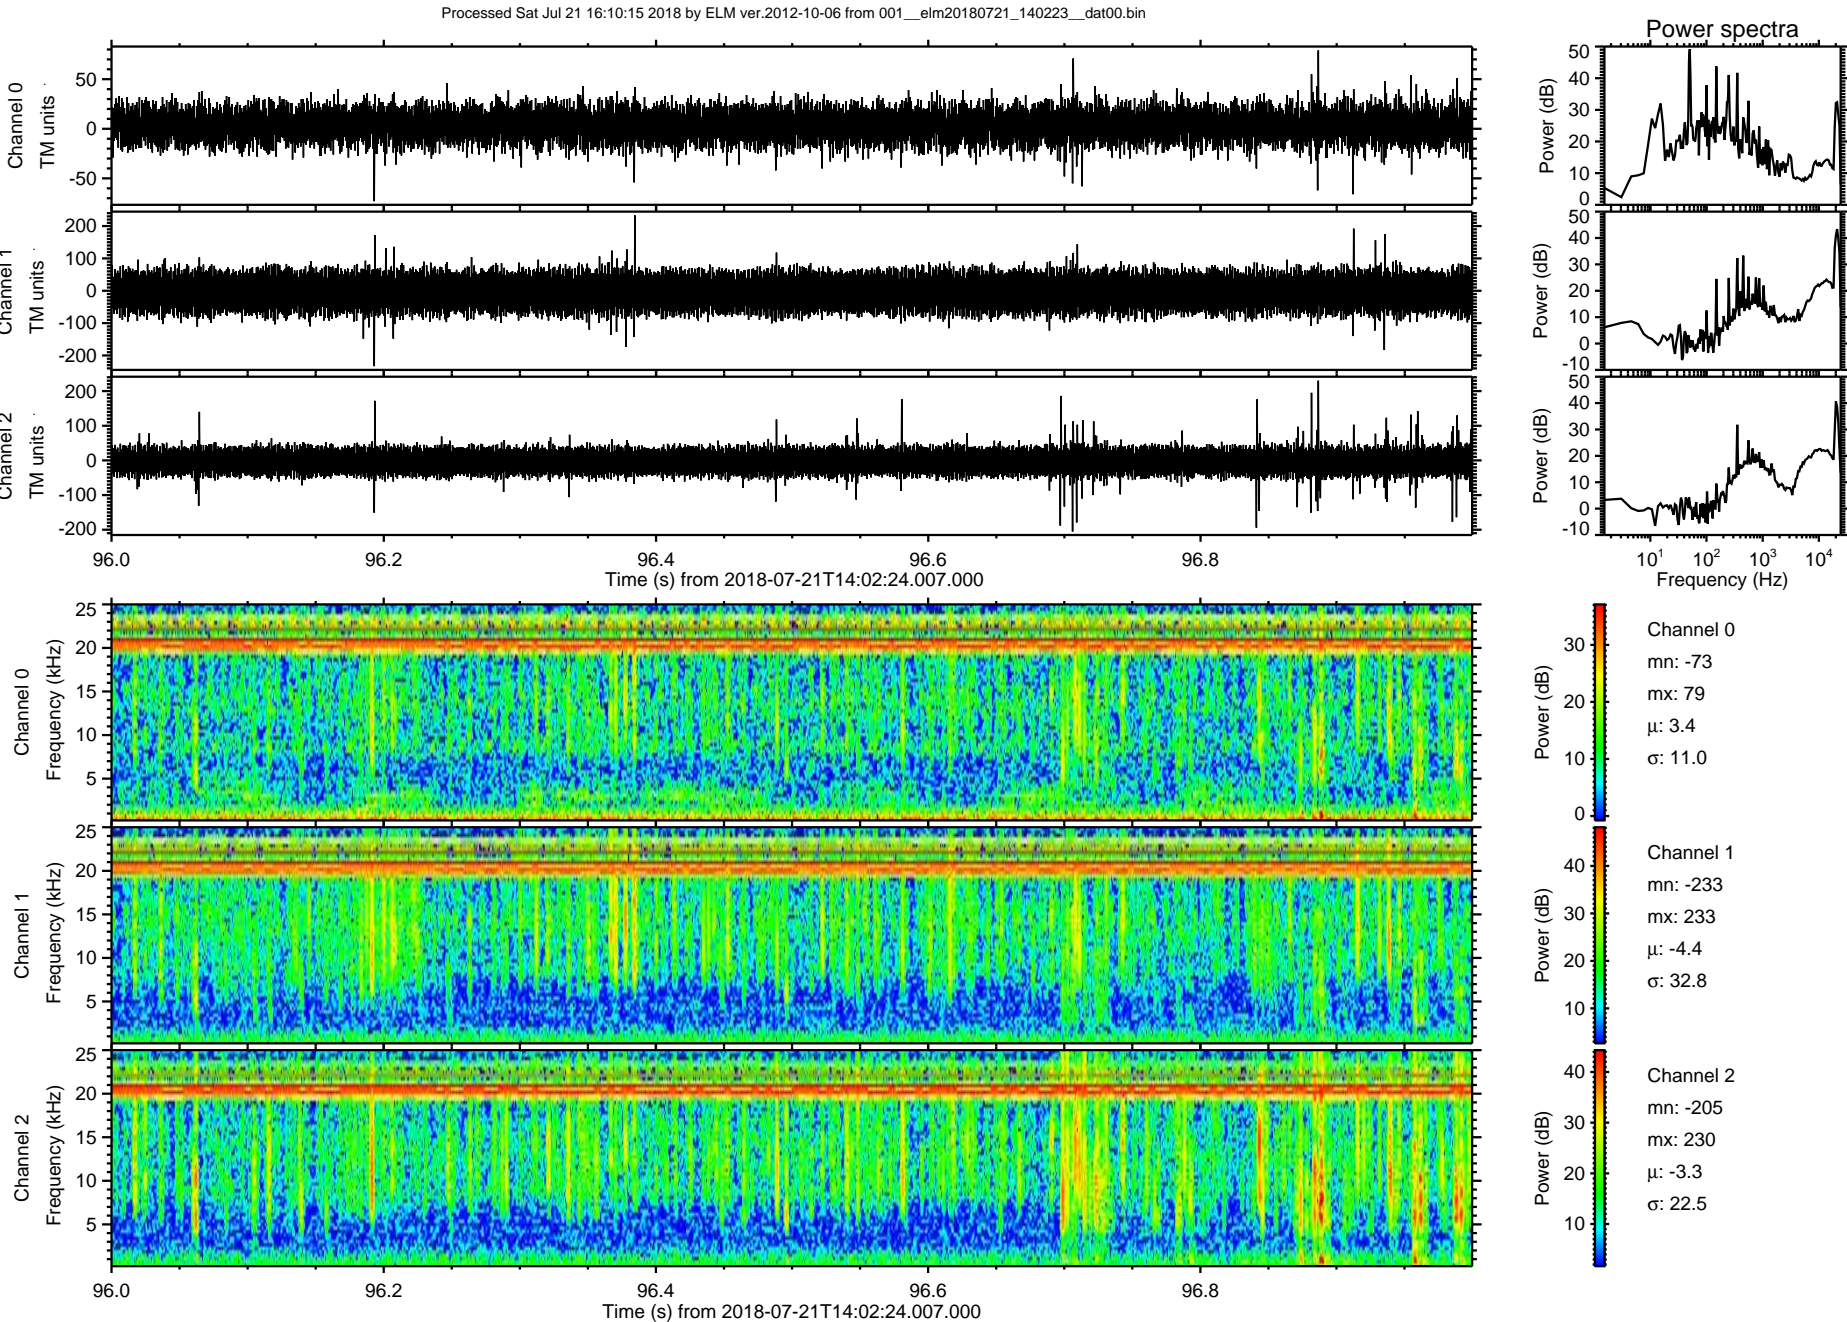 Processed Sat Jul 21 16:10:15 2018 by ELM ver.2012-10-06 from 001__elm20180721_140223__dat00.bin
Power spectra
Channel 0
TM units
50
0
-50
Power (dB)
50
40
30
20
10
0
Channel 1
TM units
200
100
0
-100
-200
Power (dB)
50
40
30
20
10
0
-10
Channel 2
TM units
200
100
0
-100
-200
Power (dB)
50
40
30
20
10
0
-10
96.0 96.2 96.4 96.6 96.8
Time (s) from 2018-07-21T14:02:24.007.000
10¹ 10² 10³ 10⁴
Frequency (Hz)
Channel 0
Frequency (kHz)
25
20
15
10
5
Power (dB)
30
20
10
0
Channel 0
mn: -73
mx: 79
μ: 3.4
σ: 11.0
Channel 1
Frequency (kHz)
25
20
15
10
5
Power (dB)
40
30
20
10
Channel 1
mn: -233
mx: 233
μ: -4.4
σ: 32.8
Channel 2
Frequency (kHz)
25
20
15
10
5
Power (dB)
40
30
20
10
Channel 2
mn: -205
mx: 230
μ: -3.3
σ: 22.5
96.0 96.2 96.4 96.6 96.8
Time (s) from 2018-07-21T14:02:24.007.000